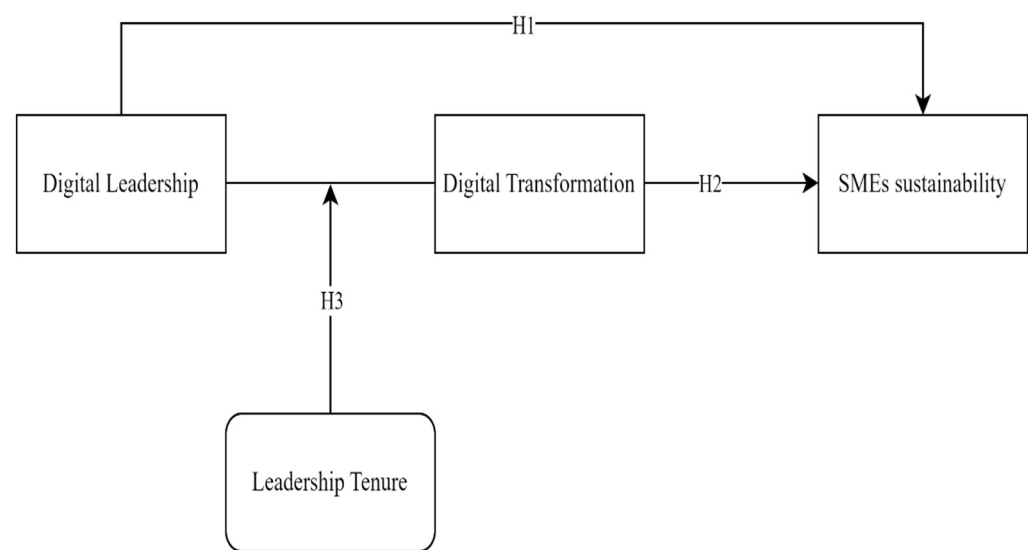 H1
Digital Leadership
Digital Transformation
H2
SMEs sustainability
H3
Leadership Tenure